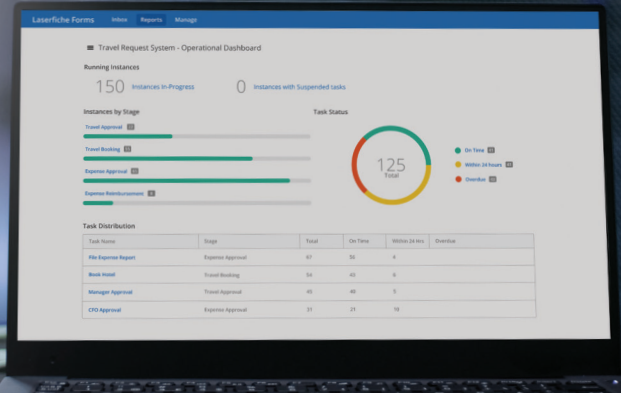 Laserfiche Forms Inbox Reports Manage
Travel Request System - Operational Dashboard
Running Instances
150 Instances In-Progress 0 Instances with Suspended tasks
Instances by Stage Task Status
Travel Approval
Travel Booking
Expense Approval
Expense Reimbursement
125
Total
On Time
Within 24 hours
Overdue
Task Distribution
Task Name Stage Total On Time Within 24 Hrs Overdue
File Expense Report Expense Approval 67 56 4
Book Hotel Travel Booking 54 45 6
Manager Approval Travel Approval 45 40 5
CFO Approval Expense Approval 31 21 10